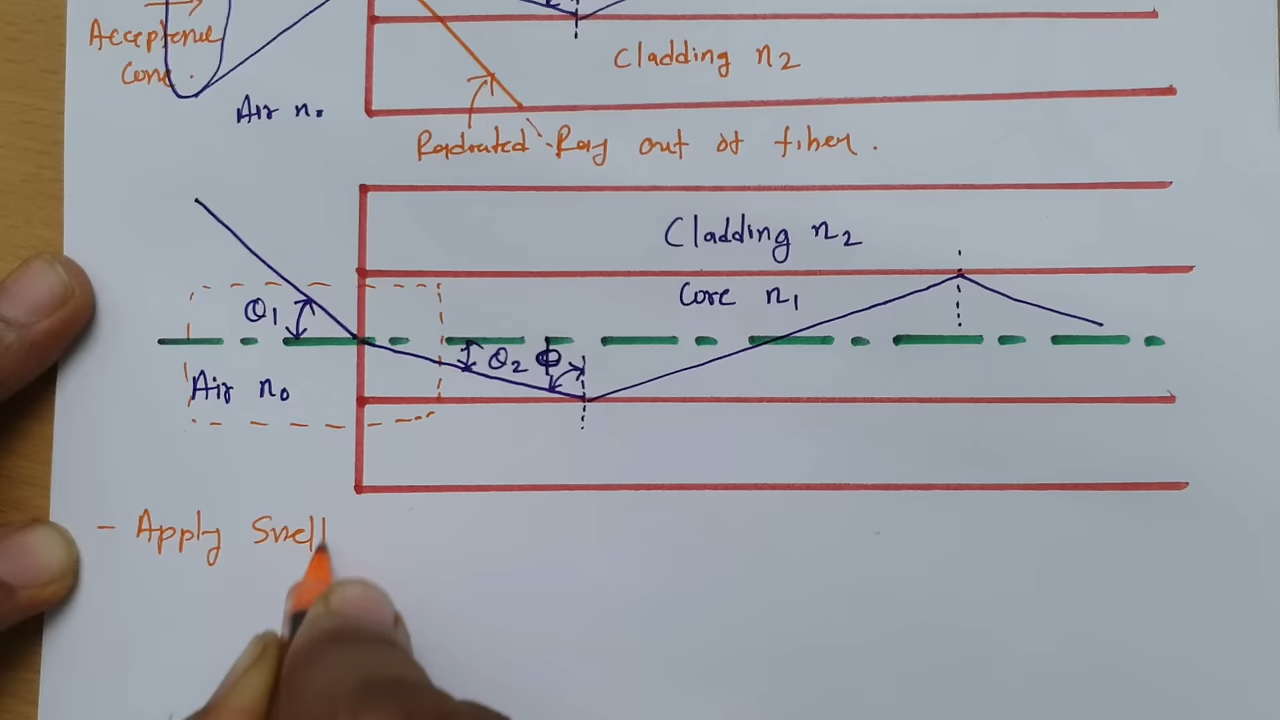 Acceptance
Cone.
Cladding n2
Air n.
Radiated Ray out of fiber.
Cladding n2
Core n1
θ1
θ2 ϕ
Air n0
- Apply Snell